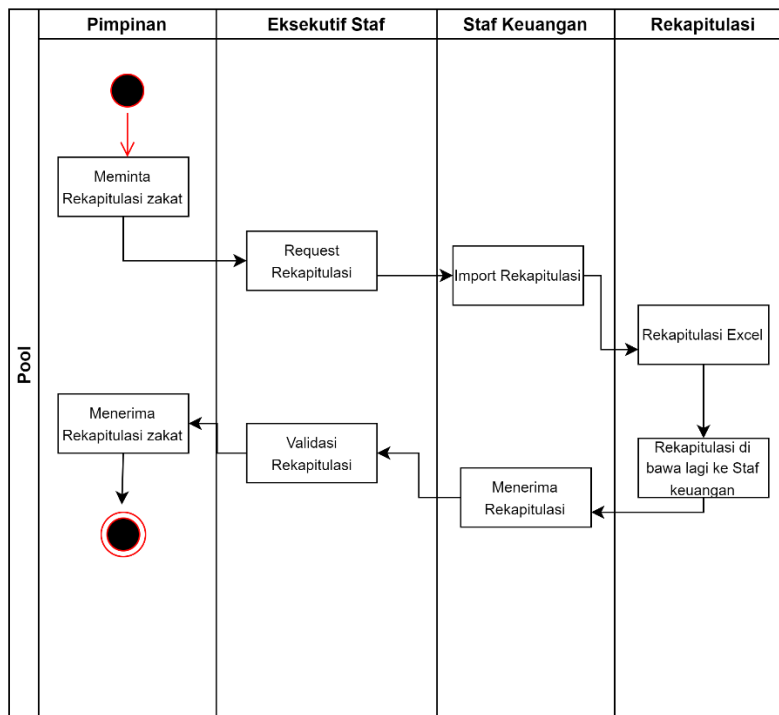 Pimpinan
Eksekutif Staf
Staf Keuangan
Rekapitulasi
Pool
Meminta
Rekapitulasi zakat
Request
Rekapitulasi
Import Rekapitulasi
Rekapitulasi Excel
Rekapitulasi di
bawa lagi ke Staf
keuangan
Menerima
Rekapitulasi
Validasi
Rekapitulasi
Menerima
Rekapitulasi zakat